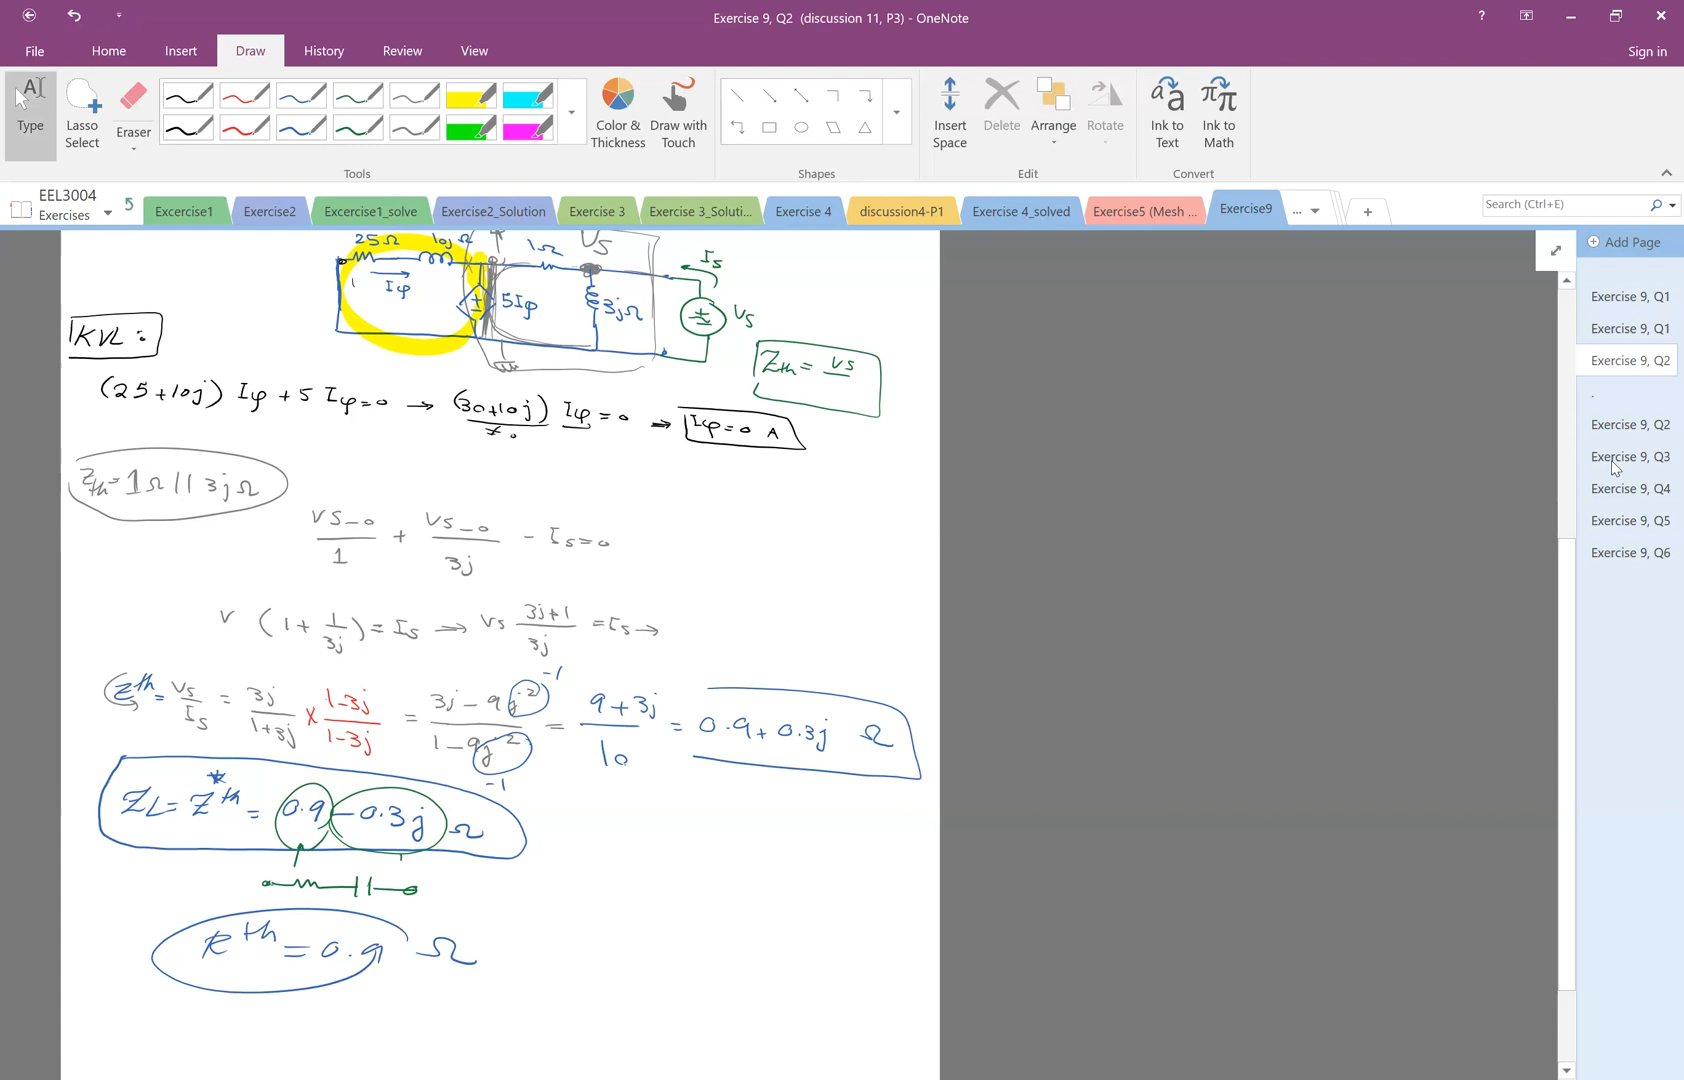 Exercise 9, Q2 (discussion 11, P3) - OneNote
?
File Home Insert Draw History Review View
Sign in
Type
Lasso Select
Eraser
Color & Thickness
Draw with Touch
Insert Space
Delete
Arrange
Rotate
Ink to Text
Ink to Math
Tools Shapes Edit Convert
EEL3004
Exercises
Excercise1 Exercise2 Excercise1_solve Exercise2_Solution Exercise 3 Exercise 3_Soluti... Exercise 4 discussion4-P1 Exercise 4_solved Exercise5 (Mesh ... Exercise9 ...
Search (Ctrl+E)
Add Page
Exercise 9, Q1
Exercise 9, Q1
Exercise 9, Q2
.
Exercise 9, Q2
Exercise 9, Q3
Exercise 9, Q4
Exercise 9, Q5
Exercise 9, Q6
25Ω 10jΩ 1Ω Vs Is
Iφ + - 5Iφ 3jΩ + - Vs
KVL :
Zth = Vs
(25+10j) Iφ + 5 Iφ = 0 → (30+10j) Iφ = 0 ⇒ Iφ = 0 A
≠ 0
Zth = 1Ω || 3jΩ
Vs-0 / 1 + Vs-0 / 3j - Is = 0
V (1 + 1/3j) = Is ⇒ Vs 3j+1 / 3j = Is →
Zth = Vs/Is = 3j / 1+3j × 1-3j / 1-3j = 3j - 9j² / 1 - 9j² = 9+3j / 10 = 0.9 + 0.3j Ω
-1
-1
ZL = Z*th = 0.9 - 0.3j Ω
Rth = 0.9 Ω